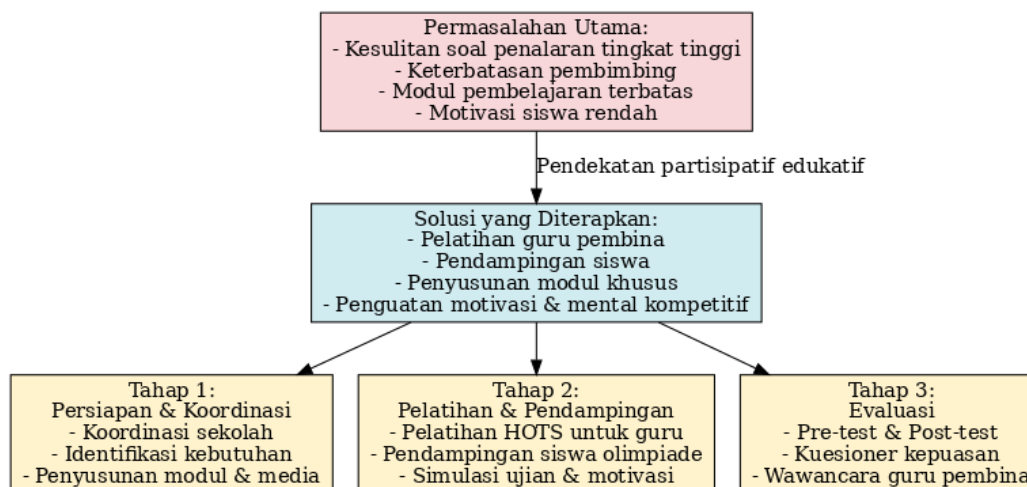 Permasalahan Utama:
- Kesulitan soal penalaran tingkat tinggi
- Keterbatasan pembimbing
- Modul pembelajaran terbatas
- Motivasi siswa rendah
Pendekatan partisipatif edukatif
Solusi yang Diterapkan:
- Pelatihan guru pembina
- Pendampingan siswa
- Penyusunan modul khusus
- Penguatan motivasi & mental kompetitif
Tahap 1:
Persiapan & Koordinasi
- Koordinasi sekolah
- Identifikasi kebutuhan
- Penyusunan modul & media
Tahap 2:
Pelatihan & Pendampingan
- Pelatihan HOTS untuk guru
- Pendampingan siswa olimpiade
- Simulasi ujian & motivasi
Tahap 3:
Evaluasi
- Pre-test & Post-test
- Kuesioner kepuasan
- Wawancara guru pembina